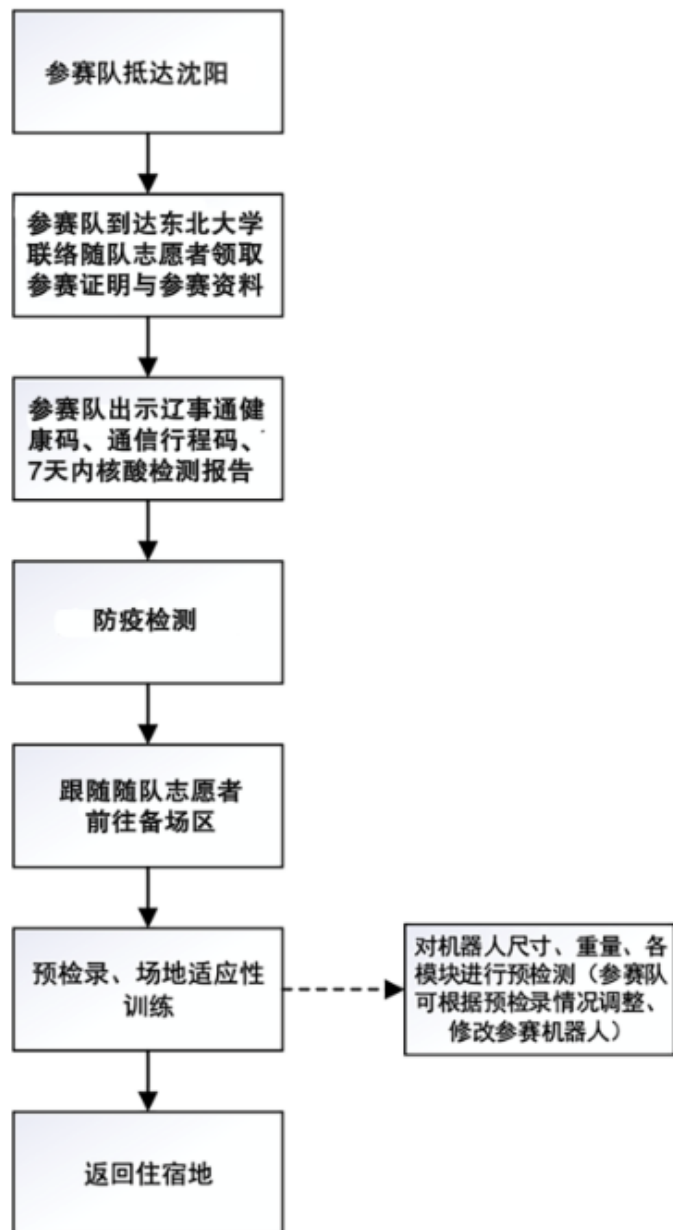 参赛队抵达沈阳
参赛队到达东北大学
联络随队志愿者领取
参赛证明与参赛资料
参赛队出示辽事通健
康码、通信行程码、
7天内核酸检测报告
防疫检测
跟随随队志愿者
前往备场区
预检录、场地适应性
训练
对机器人尺寸、重量、各
模块进行预检测（参赛队
可根据预检录情况调整、
修改参赛机器人）
返回住宿地